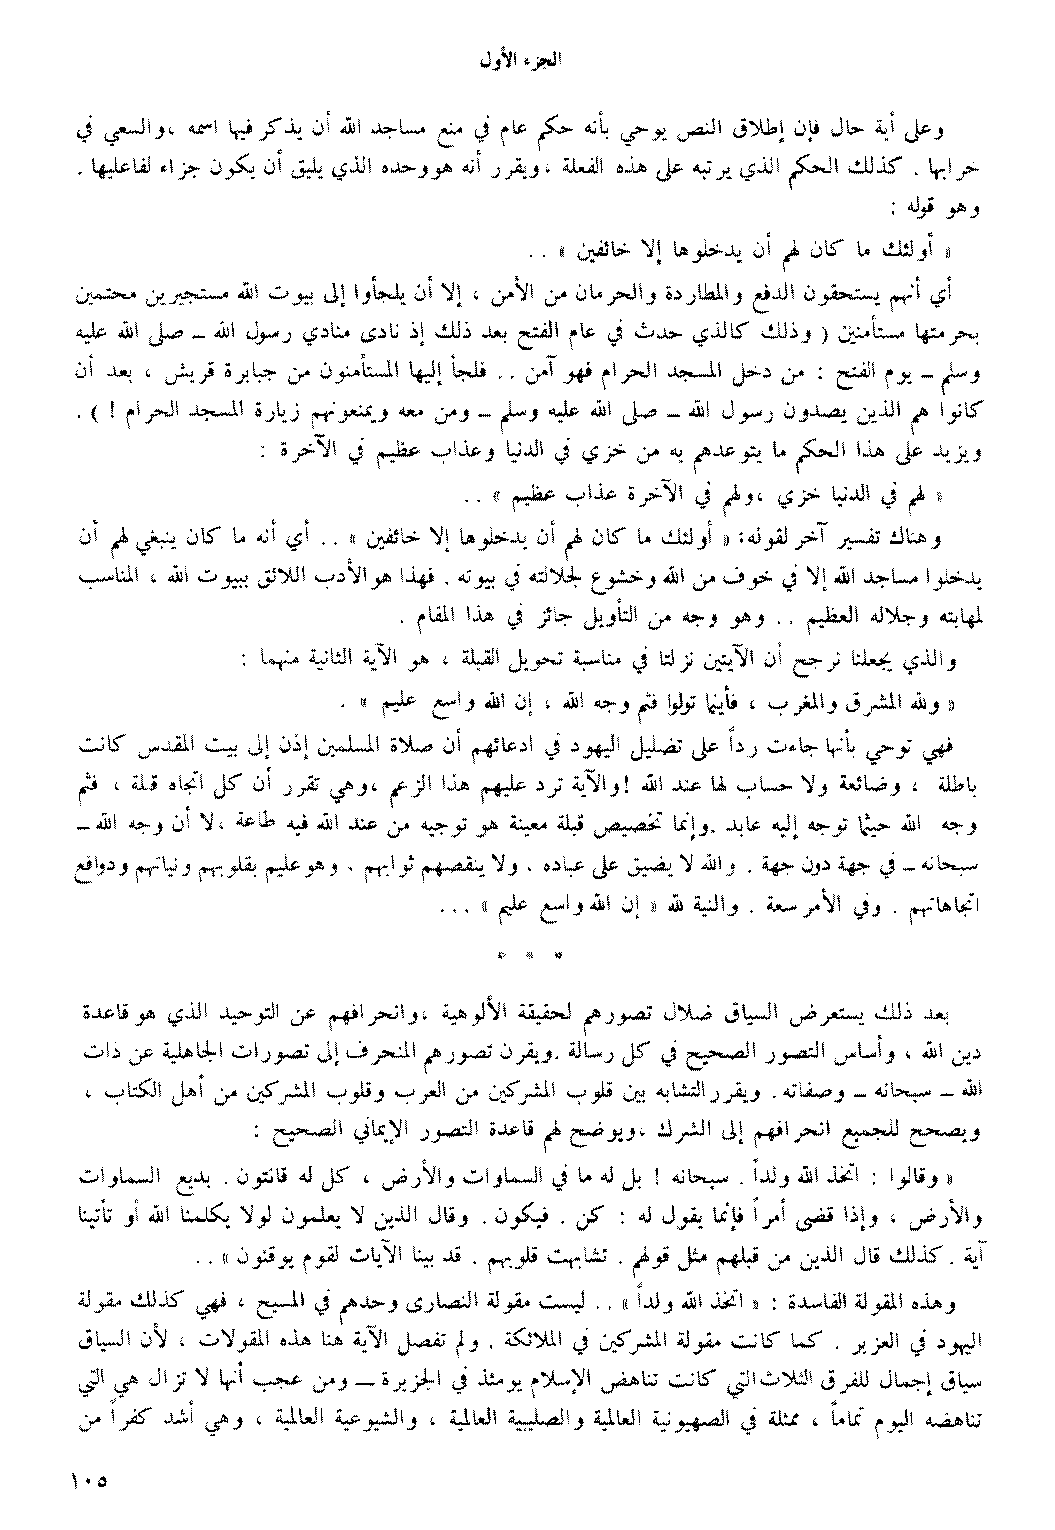 الجزء الأول
وعلى أية حال فإن إطلاق النص يوحي بأنه حكم عام في منع مساجد الله أن يذكر فيها اسمه ، والسعي في
خرابها . كذلك الحكم الذي يرتبه على هذه الفعلة ، ويقرر أنه هو وحده الذي يليق أن يكون جزاء لفاعليها .
وهو قوله :
« أولئك ما كان لهم أن يدخلوها إلا خائفين » . .
أي أنهم يستحقون الدفع والمطاردة والحرمان من الأمن ، إلا أن يلجأوا إلى بيوت الله مستجيرين محتمين
بحرمتها مستأمنين ( وذلك كالذي حدث في عام الفتح بعد ذلك إذ نادى منادي رسول الله – صلى الله عليه
وسلم – يوم الفتح : من دخل المسجد الحرام فهو آمن . . فلجأ إليها المستأمنون من جبابرة قريش ، بعد أن
كانوا هم الذين يصدون رسول الله – صلى الله عليه وسلم – ومن معه ويمنعونهم زيارة المسجد الحرام ! ) .
ويزيد على هذا الحكم ما يتوعدهم به من خزي في الدنيا وعذاب عظيم في الآخرة :
« لهم في الدنيا خزي ، ولهم في الآخرة عذاب عظيم » . .
وهناك تفسير آخر لقوله : « أولئك ما كان لهم أن يدخلوها إلا خائفين » . . أي أنه ما كان ينبغي لهم أن
يدخلوا مساجد الله إلا في خوف من الله وخشوع لجلالته في بيوته . فهذا هو الأدب اللائق ببيوت الله ، المناسب
لمهابته وجلاله العظيم . . وهو وجه من التأويل جائز في هذا المقام .
والذي يجعلنا نرجح أن الآيتين نزلتا في مناسبة تحويل القبلة ، هو الآية الثانية منهما :
« ولله المشرق والمغرب ، فأينما تولوا فثم وجه الله ، إن الله واسع عليم » .
فهي توحي بأنها جاءت رداً على تضليل اليهود في ادعائهم أن صلاة المسلمين إذن إلى بيت المقدس كانت
باطلة ، وضائعة ولا حساب لها عند الله ! والآية ترد عليهم هذا الزعم ، وهي تقرر أن كل اتجاه قبلة ، فثم
وجه الله حيثما توجه إليه عابد . وإنما تخصيص قبلة معينة هو توجيه من عند الله فيه طاعة ، لا أن وجه الله –
سبحانه – في جهة دون جهة . والله لا يضيق على عباده ، ولا ينقصهم ثوابهم ، وهو عليم بقلوبهم ونياتهم ودوافع
اتجاهاتهم . وفي الأمر سعة . والنية لله « إن الله واسع عليم » ...
* * *
بعد ذلك يستعرض السياق ضلال تصورهم لحقيقة الألوهية ، وانحرافهم عن التوحيد الذي هو قاعدة
دين الله ، وأساس التصور الصحيح في كل رسالة . ويقرن تصورهم المنحرف إلى تصورات الجاهلية عن ذات
الله – سبحانه – وصفاته . ويقرر التشابه بين قلوب المشركين من العرب وقلوب المشركين من أهل الكتاب ،
ويصحح للجميع انحرافهم إلى الشرك ، ويوضح لهم قاعدة التصور الإيماني الصحيح :
« وقالوا : اتخذ الله ولداً . سبحانه ! بل له ما في السماوات والأرض ، كل له قانتون . بديع السماوات
والأرض ، وإذا قضى أمراً فإنما يقول له : كن . فيكون . وقال الذين لا يعلمون لولا يكلمنا الله أو تأتينا
آية . كذلك قال الذين من قبلهم مثل قولهم . تشابهت قلوبهم . قد بينا الآيات لقوم يوقنون » . .
وهذه المقولة الفاسدة : « اتخذ الله ولداً » . . ليست مقولة النصارى وحدهم في المسيح ، فهي كذلك مقولة
اليهود في العزير . كما كانت مقولة المشركين في الملائكة . ولم تفصل الآية هنا هذه المقولات ، لأن السياق
سياق إجمال للفرق الثلاث التي كانت تناهض الإسلام يومئذ في الجزيرة – ومن عجب أنها لا تزال هي التي
تناهضه اليوم تماماً ، ممثلة في الصهيونية العالمية والصليبية العالمية ، والشيوعية العالمية ، وهي أشد كفراً من
١٠٥